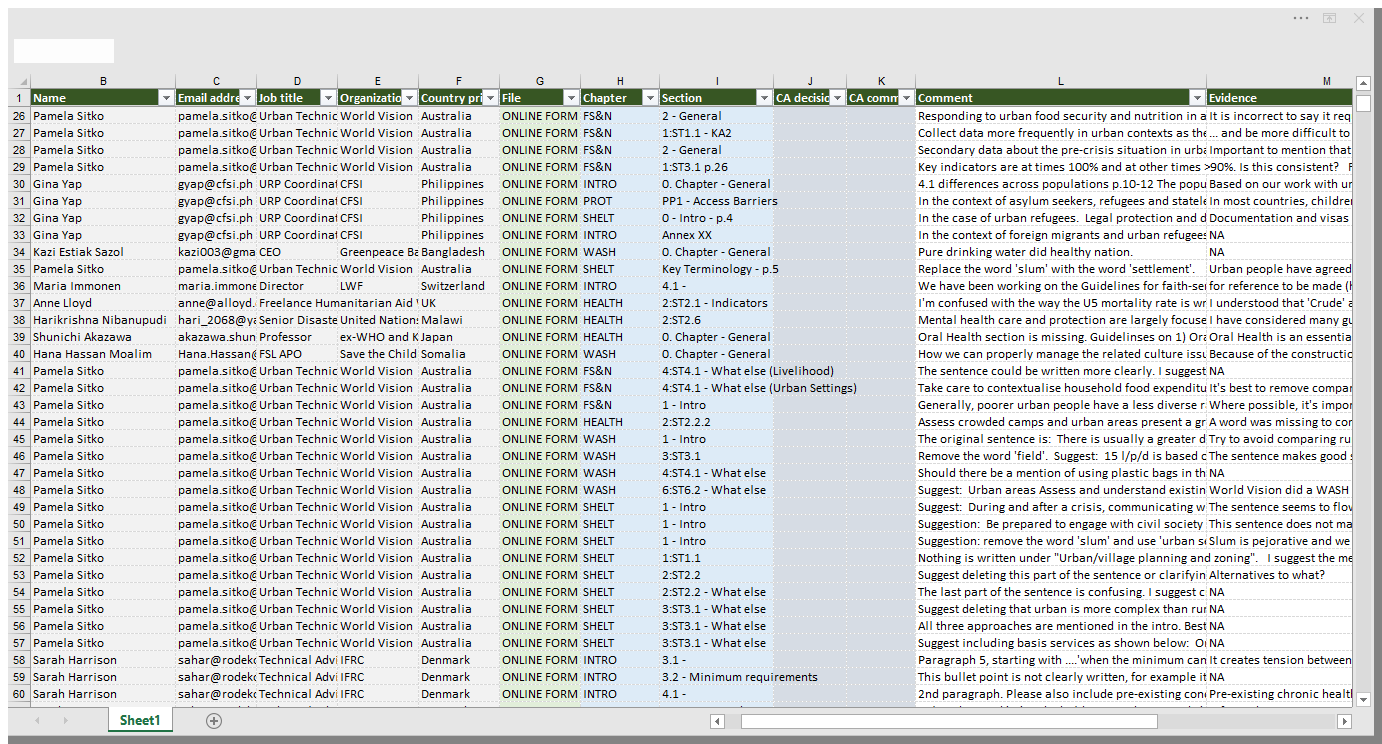 B C D E F G H I J K L M
1 Name Email addre Job title Organizatio Country pri File Chapter Section CA decisio CA comm Comment Evidence
26 Pamela Sitko pamela.sitko@ Urban Technic World Vision Australia ONLINE FORM FS&N 2 - General Responding to urban food security and nutrition in a It is incorrect to say it req
27 Pamela Sitko pamela.sitko@ Urban Technic World Vision Australia ONLINE FORM FS&N 1:ST1.1 - KA2 Collect data more frequently in urban contexts as the ... and be more difficult to
28 Pamela Sitko pamela.sitko@ Urban Technic World Vision Australia ONLINE FORM FS&N 2 - General Secondary data about the pre-crisis situation in urba Important to mention that
29 Pamela Sitko pamela.sitko@ Urban Technic World Vision Australia ONLINE FORM FS&N 1:ST3.1 p.26 Key indicators are at times 100% and at other times >90%. Is this consistent? F
30 Gina Yap gyap@cfsi.ph URP Coordinat CFSI Philippines ONLINE FORM INTRO 0. Chapter - General 4.1 differences across populations p.10-12 The popu Based on our work with ur
31 Gina Yap gyap@cfsi.ph URP Coordinat CFSI Philippines ONLINE FORM PROT PP1 - Access Barriers In the context of asylum seekers, refugees and statele In most countries, childre
32 Gina Yap gyap@cfsi.ph URP Coordinat CFSI Philippines ONLINE FORM SHELT 0 - Intro - p.4 In the case of urban refugees. Legal protection and d Documentation and visas
33 Gina Yap gyap@cfsi.ph URP Coordinat CFSI Philippines ONLINE FORM INTRO Annex XX In the context of foreign migrants and urban refugees NA
34 Kazi Estiak Sazol kazi003@gma CEO Greenpeace Ba Bangladesh ONLINE FORM WASH 0. Chapter - General Pure drinking water did healthy nation. NA
35 Pamela Sitko pamela.sitko@ Urban Technic World Vision Australia ONLINE FORM SHELT Key Terminology - p.5 Replace the word 'slum' with the word 'settlement'. Urban people have agreed
36 Maria Immonen maria.immone Director LWF Switzerland ONLINE FORM INTRO 4.1 - We have been working on the Guidelines for faith-sen for reference to be made (h
37 Anne Lloyd anne@alloyd. Freelance Humanitarian Aid W UK ONLINE FORM HEALTH 2:ST2.1 - Indicators I'm confused with the way the U5 mortality rate is wr I understood that 'Crude' a
38 Harikrishna Nibanupudi hari_2068@ya Senior Disaste United Nations Malawi ONLINE FORM HEALTH 2:ST2.6 Mental health care and protection are largely focuse I have considered many gu
39 Shunichi Akazawa akazawa.shun Professor ex-WHO and K Japan ONLINE FORM HEALTH 0. Chapter - General Oral Health section is missing. Guidelinses on 1) Ora Oral Health is an essentia
40 Hana Hassan Moalim Hana.Hassan@ FSL APO Save the Child Somalia ONLINE FORM WASH 0. Chapter - General How we can properly manage the related culture issu Because of the constructio
41 Pamela Sitko pamela.sitko@ Urban Technic World Vision Australia ONLINE FORM FS&N 4:ST4.1 - What else (Livelihood) The sentence could be written more clearly. I suggest NA
42 Pamela Sitko pamela.sitko@ Urban Technic World Vision Australia ONLINE FORM FS&N 4:ST4.1 - What else (Urban Settings) Take care to contextualise household food expenditu It's best to remove compar
43 Pamela Sitko pamela.sitko@ Urban Technic World Vision Australia ONLINE FORM FS&N 1 - Intro Generally, poorer urban people have a less diverse r Where possible, it's impor
44 Pamela Sitko pamela.sitko@ Urban Technic World Vision Australia ONLINE FORM HEALTH 2:ST2.2.2 Assess crowded camps and urban areas present a gr A word was missing to cor
45 Pamela Sitko pamela.sitko@ Urban Technic World Vision Australia ONLINE FORM WASH 1 - Intro The original sentence is: There is usually a greater d Try to avoid comparing ru
46 Pamela Sitko pamela.sitko@ Urban Technic World Vision Australia ONLINE FORM WASH 3:ST3.1 Remove the word 'field'. Suggest: 15 l/p/d is based c The sentence makes good s
47 Pamela Sitko pamela.sitko@ Urban Technic World Vision Australia ONLINE FORM WASH 4:ST4.1 - What else Should there be a mention of using plastic bags in th NA
48 Pamela Sitko pamela.sitko@ Urban Technic World Vision Australia ONLINE FORM WASH 6:ST6.2 - What else Suggest: Urban areas Assess and understand existin World Vision did a WASH
49 Pamela Sitko pamela.sitko@ Urban Technic World Vision Australia ONLINE FORM SHELT 1 - Intro Suggest: During and after a crisis, communicating w The sentence seems to flow
50 Pamela Sitko pamela.sitko@ Urban Technic World Vision Australia ONLINE FORM SHELT 1 - Intro Suggestion: Be prepared to engage with civil society This sentence does not ma
51 Pamela Sitko pamela.sitko@ Urban Technic World Vision Australia ONLINE FORM SHELT 1 - Intro Suggestion: remove the word 'slum' and use 'urban se Slum is pejorative and we
52 Pamela Sitko pamela.sitko@ Urban Technic World Vision Australia ONLINE FORM SHELT 1:ST1.1 Nothing is written under "Urban/village planning and zoning". I suggest the me
53 Pamela Sitko pamela.sitko@ Urban Technic World Vision Australia ONLINE FORM SHELT 2:ST2.2 Suggest deleting this part of the sentence or clarifyin Alternatives to what?
54 Pamela Sitko pamela.sitko@ Urban Technic World Vision Australia ONLINE FORM SHELT 2:ST2.2 - What else The last part of the sentence is confusing. I suggest c NA
55 Pamela Sitko pamela.sitko@ Urban Technic World Vision Australia ONLINE FORM SHELT 3:ST3.1 - What else Suggest deleting that urban is more complex than rur NA
56 Pamela Sitko pamela.sitko@ Urban Technic World Vision Australia ONLINE FORM SHELT 3:ST3.1 - What else All three approaches are mentioned in the intro. Best NA
57 Pamela Sitko pamela.sitko@ Urban Technic World Vision Australia ONLINE FORM SHELT 3:ST3.1 - What else Suggest including basis services as shown below: O NA
58 Sarah Harrison sahar@rodekc Technical Advi IFRC Denmark ONLINE FORM INTRO 3.1 - Paragraph 5, starting with ....'when the minimum can It creates tension between
59 Sarah Harrison sahar@rodekc Technical Advi IFRC Denmark ONLINE FORM INTRO 3.2 - Minimum requirements This bullet point is not clearly written, for example it NA
60 Sarah Harrison sahar@rodekc Technical Advi IFRC Denmark ONLINE FORM INTRO 4.1 - 2nd paragraph. Please also include pre-existing conc Pre-existing chronic healt
Sheet1